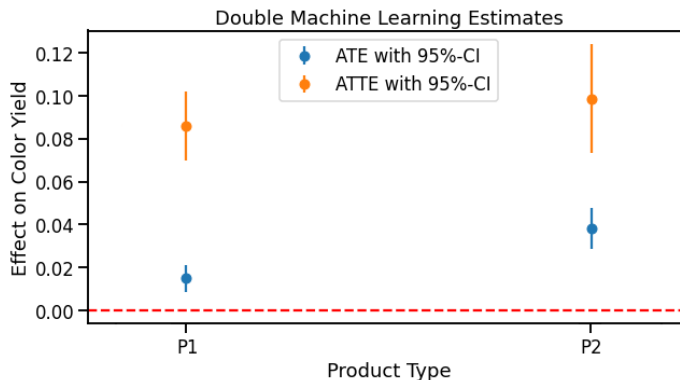 Double Machine Learning Estimates
ATE with 95%-CI
ATTE with 95%-CI
Effect on Color Yield
0.12
0.10
0.08
0.06
0.04
0.02
0.00
P1
P2
Product Type